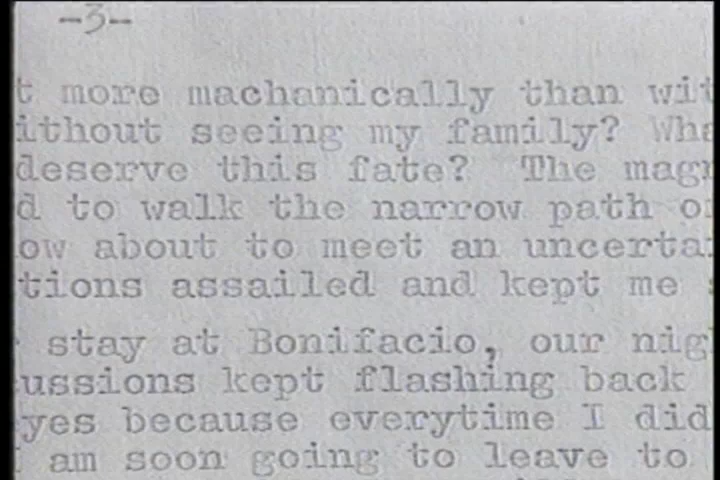 -3-
t more machanically than wit
ithout seeing my family? Wha
deserve this fate? The mag
d to walk the narrow path o
ow about to meet an uncerta
tions assailed and kept me
stay at Bonifacio, our nig
ussions kept flashing back
yes because everytime I did
I am soon going to leave to